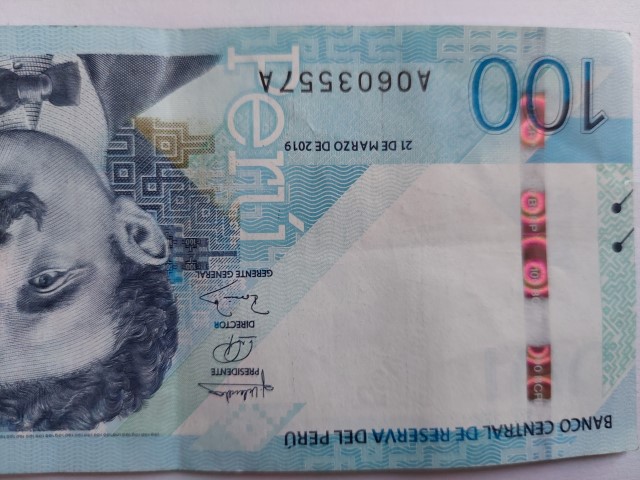 BANCO CENTRAL DE RESERVA DEL PERÚ
PRESIDENTE
DIRECTOR
GERENTE GENERAL
Perú
21 DE MARZO DE 2019
A0603557A
100